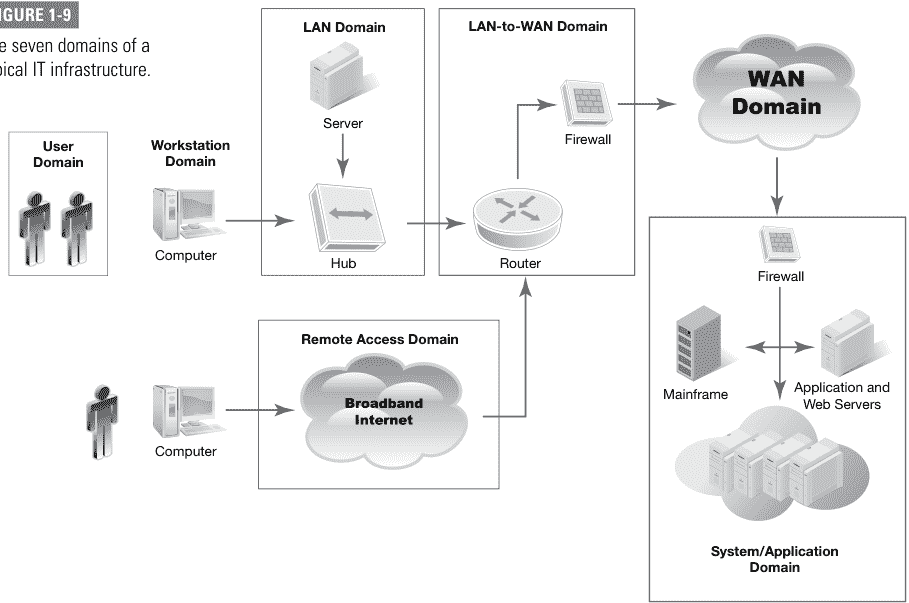 IGURE 1-9
e seven domains of a
pical IT infrastructure.
LAN Domain
LAN-to-WAN Domain
WAN
Domain
Server
Firewall
User
Domain
Workstation
Domain
Computer
Hub
Router
Firewall
Remote Access Domain
Broadband
Internet
Computer
Mainframe
Application and
Web Servers
System/Application
Domain